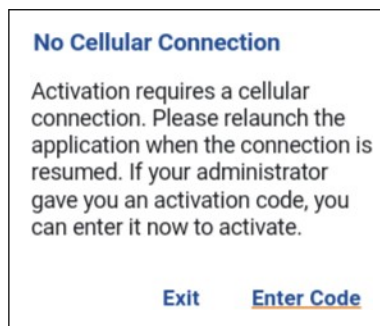 No Cellular Connection
Activation requires a cellular
connection. Please relaunch the
application when the connection is
resumed. If your administrator
gave you an activation code, you
can enter it now to activate.
Exit Enter Code